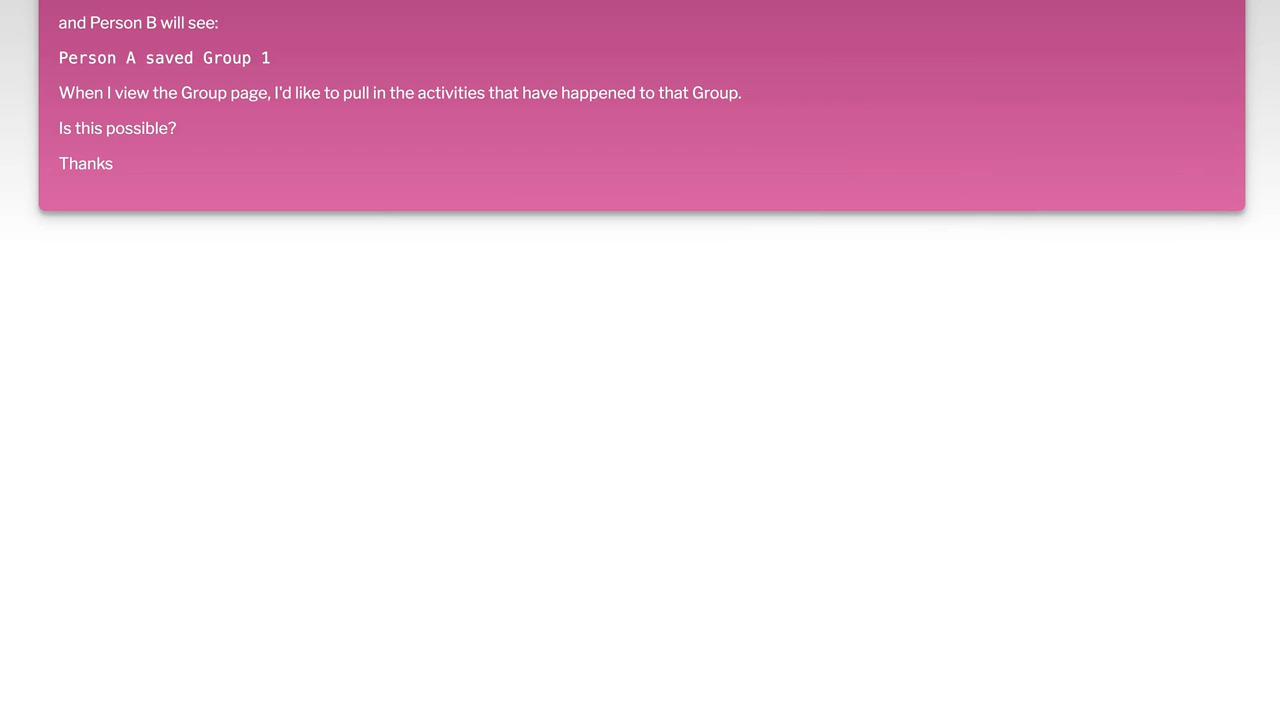 and Person B will see:
Person A saved Group 1
When I view the Group page, I'd like to pull in the activities that have happened to that Group.
Is this possible?
Thanks